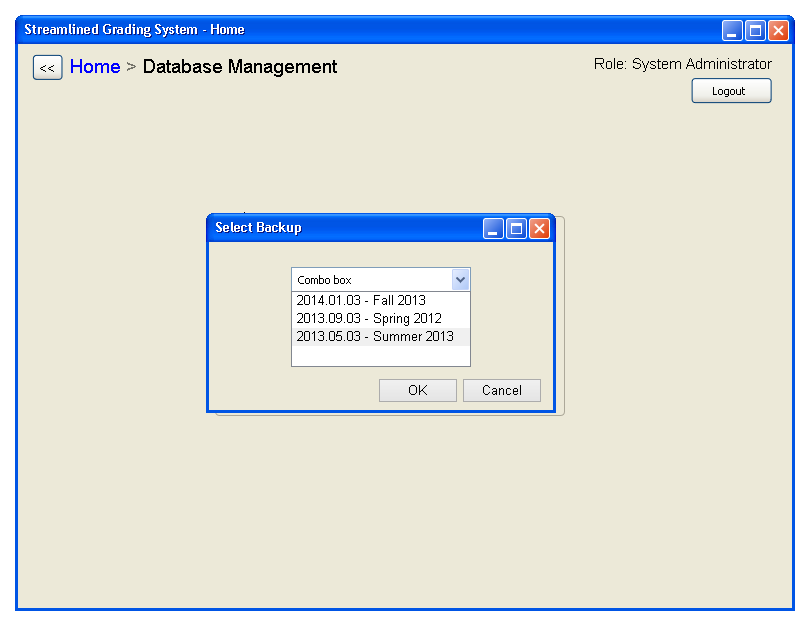 Streamlined Grading System - Home
<< Home > Database Management
Role: System Administrator
Logout
Select Backup
Combo box
2014.01.03 - Fall 2013
2013.09.03 - Spring 2012
2013.05.03 - Summer 2013
OK Cancel